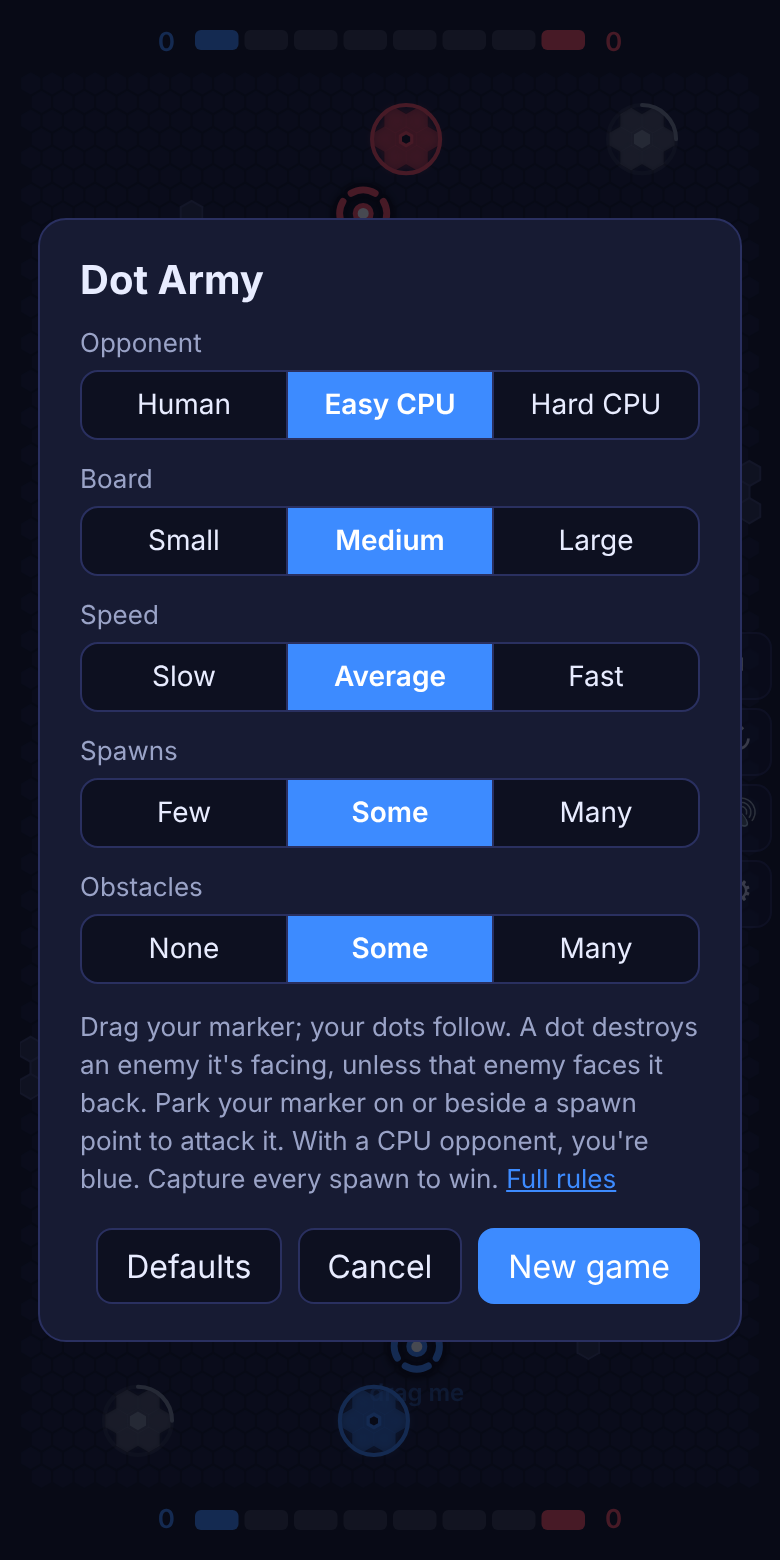 0 0
Dot Army
Opponent
Human Easy CPU Hard CPU
Board
Small Medium Large
Speed
Slow Average Fast
Spawns
Few Some Many
Obstacles
None Some Many
Drag your marker; your dots follow. A dot destroys
an enemy it's facing, unless that enemy faces it
back. Park your marker on or beside a spawn
point to attack it. With a CPU opponent, you're
blue. Capture every spawn to win. Full rules
Defaults Cancel New game
drag me
0 0